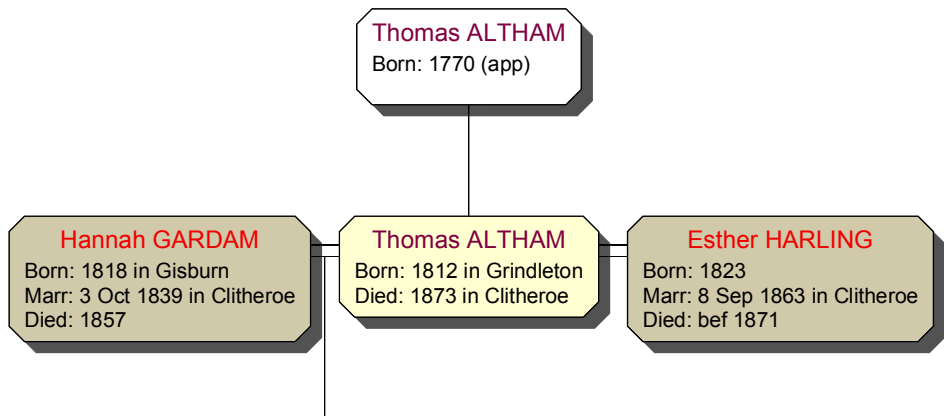 Thomas ALTHAM
Born: 1770 (app)
Hannah GARDAM
Born: 1818 in Gisburn
Marr: 3 Oct 1839 in Clitheroe
Died: 1857
Thomas ALTHAM
Born: 1812 in Grindleton
Died: 1873 in Clitheroe
Esther HARLING
Born: 1823
Marr: 8 Sep 1863 in Clitheroe
Died: bef 1871